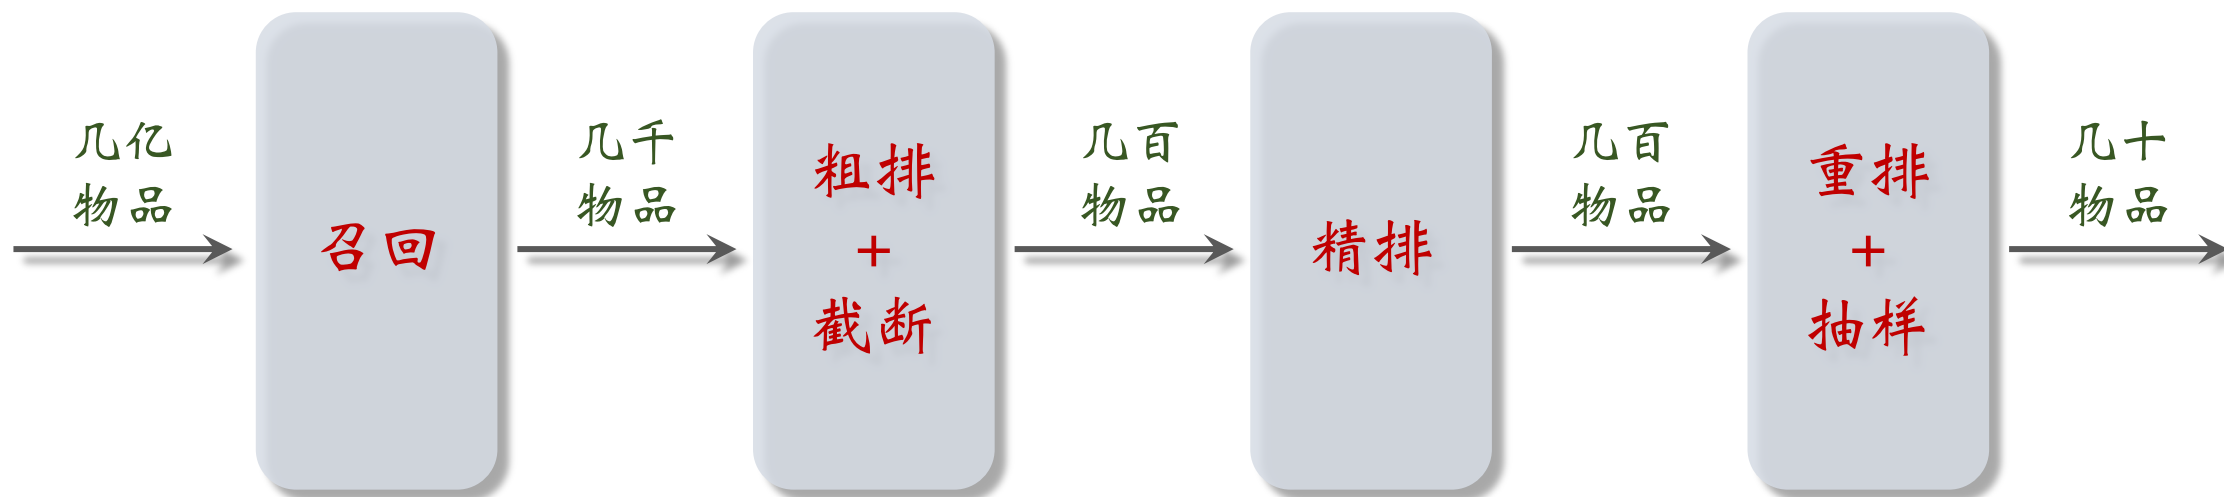 几亿
物品
召回
几千
物品
粗排
+
截断
几百
物品
精排
几百
物品
重排
+
抽样
几十
物品